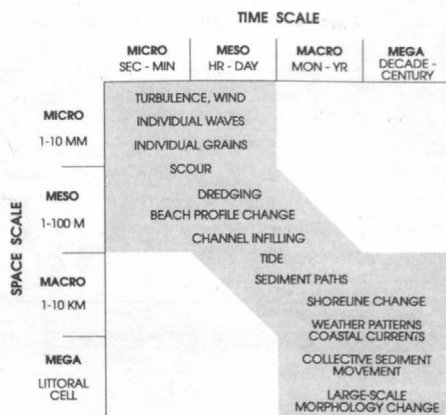 TIME SCALE
MICRO MESO MACRO MEGA
SEC - MIN HR - DAY MON - YR DECADE -
CENTURY
SPACE SCALE
MICRO
1-10 MM
MESO
1-100 M
MACRO
1-10 KM
MEGA
LITTORAL
CELL
TURBULENCE, WIND
INDIVIDUAL WAVES
INDIVIDUAL GRAINS
SCOUR
DREDGING
BEACH PROFILE CHANGE
CHANNEL INFILLING
TIDE
SEDIMENT PATHS
SHORELINE CHANGE
WEATHER PATTERNS
COASTAL CURRENTS
COLLECTIVE SEDIMENT
MOVEMENT
LARGE-SCALE
MORPHOLOGY CHANGE